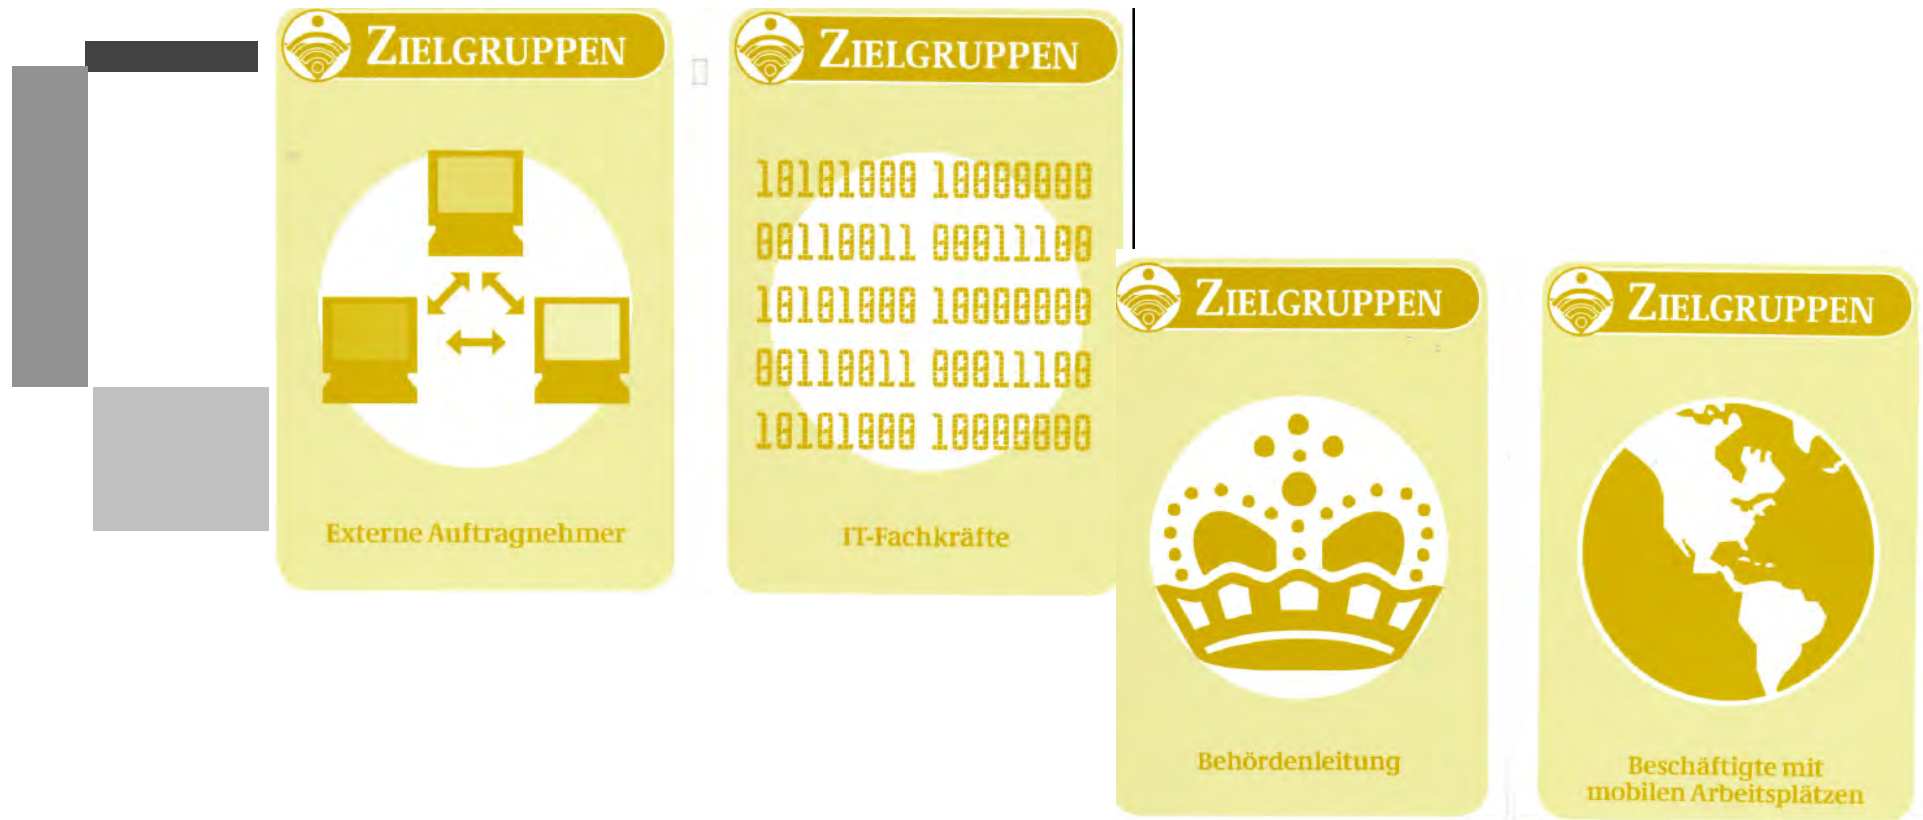 ZIELGRUPPEN
10101000 10000000
00110011 00011100
10101000 10000000
00110011 00011100
10101000 10000000
Externe Auftragnehmer
ZIELGRUPPEN
IT-Fachkräfte
ZIELGRUPPEN
Behördenleitung
ZIELGRUPPEN
Beschäftigte mit
mobilen Arbeitsplätzen